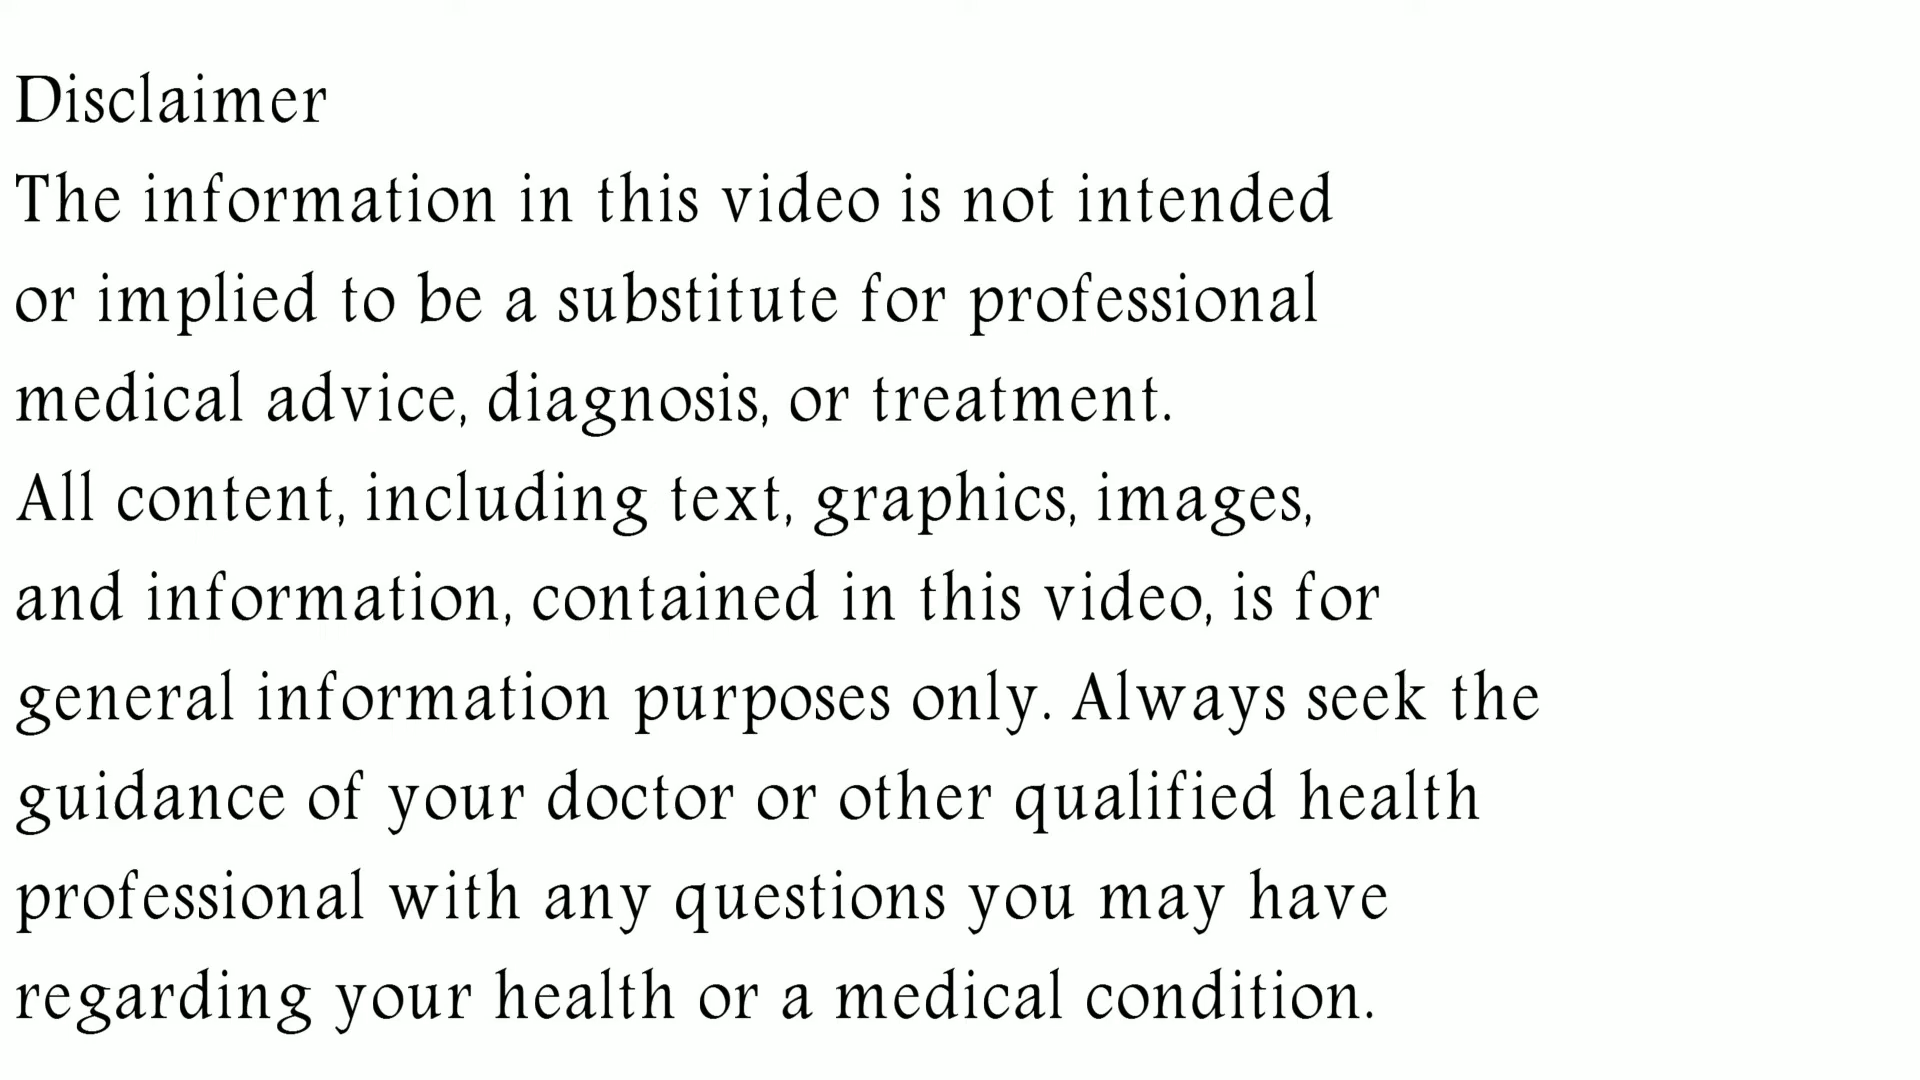 Disclaimer
The information in this video is not intended
or implied to be a substitute for professional
medical advice, diagnosis, or treatment.
All content, including text, graphics, images,
and information, contained in this video, is for
general information purposes only. Always seek the
guidance of your doctor or other qualified health
professional with any questions you may have
regarding your health or a medical condition.